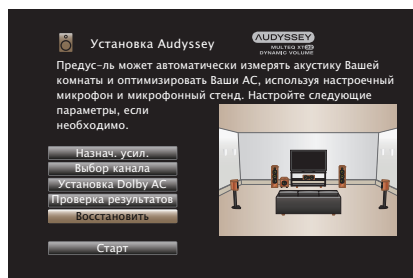 Установка Audyssey
AUDYSSEY
MULTEQ XT32
DYNAMIC VOLUME
Предус-ль может автоматически измерять акустику Вашей
комнаты и оптимизировать Ваши АС, используя настроечный
микрофон и микрофонный стенд. Настройте следующие
параметры, если
необходимо.
Назнач. усил.
Выбор канала
Установка Dolby АС
Проверка результатов
Восстановить
Старт